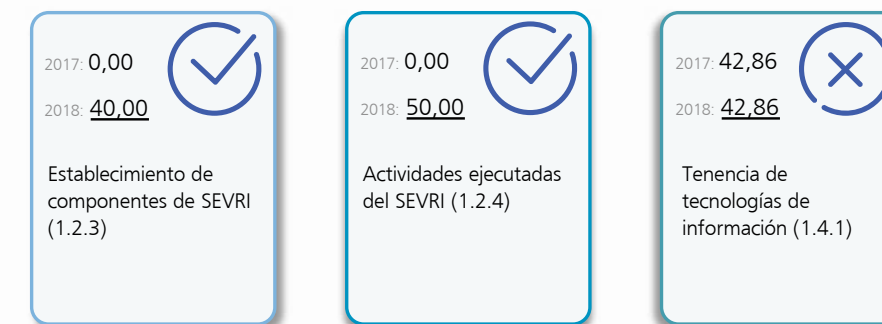 2017: 0,00
2018: 40,00
Establecimiento de
componentes de SEVRI
(1.2.3)
2017: 0,00
2018: 50,00
Actividades ejecutadas
del SEVRI (1.2.4)
2017: 42,86
2018: 42,86
Tenencia de
tecnologías de
información (1.4.1)